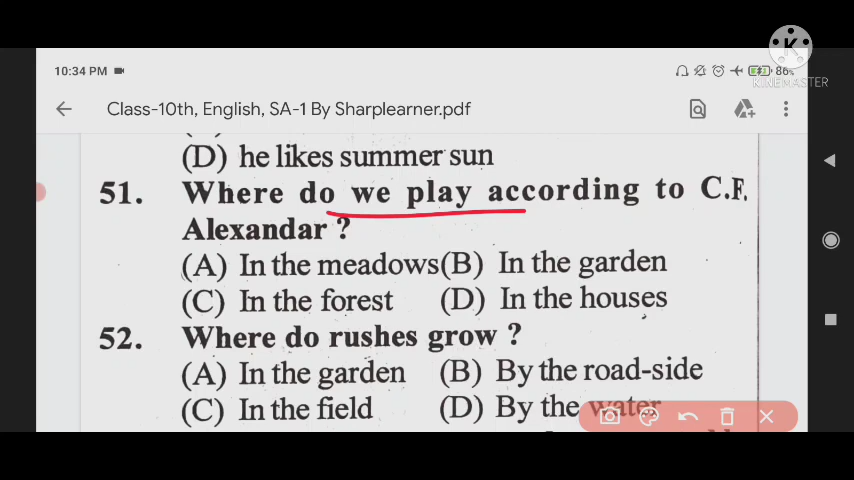 K
KINEMASTER
10:34 PM
86%
Class-10th, English, SA-1 By Sharplearner.pdf
(D) he likes summer sun
51. Where do we play according to C.F.
Alexandar ?
(A) In the meadows (B) In the garden
(C) In the forest (D) In the houses
52. Where do rushes grow ?
(A) In the garden (B) By the road-side
(C) In the field (D) By the water